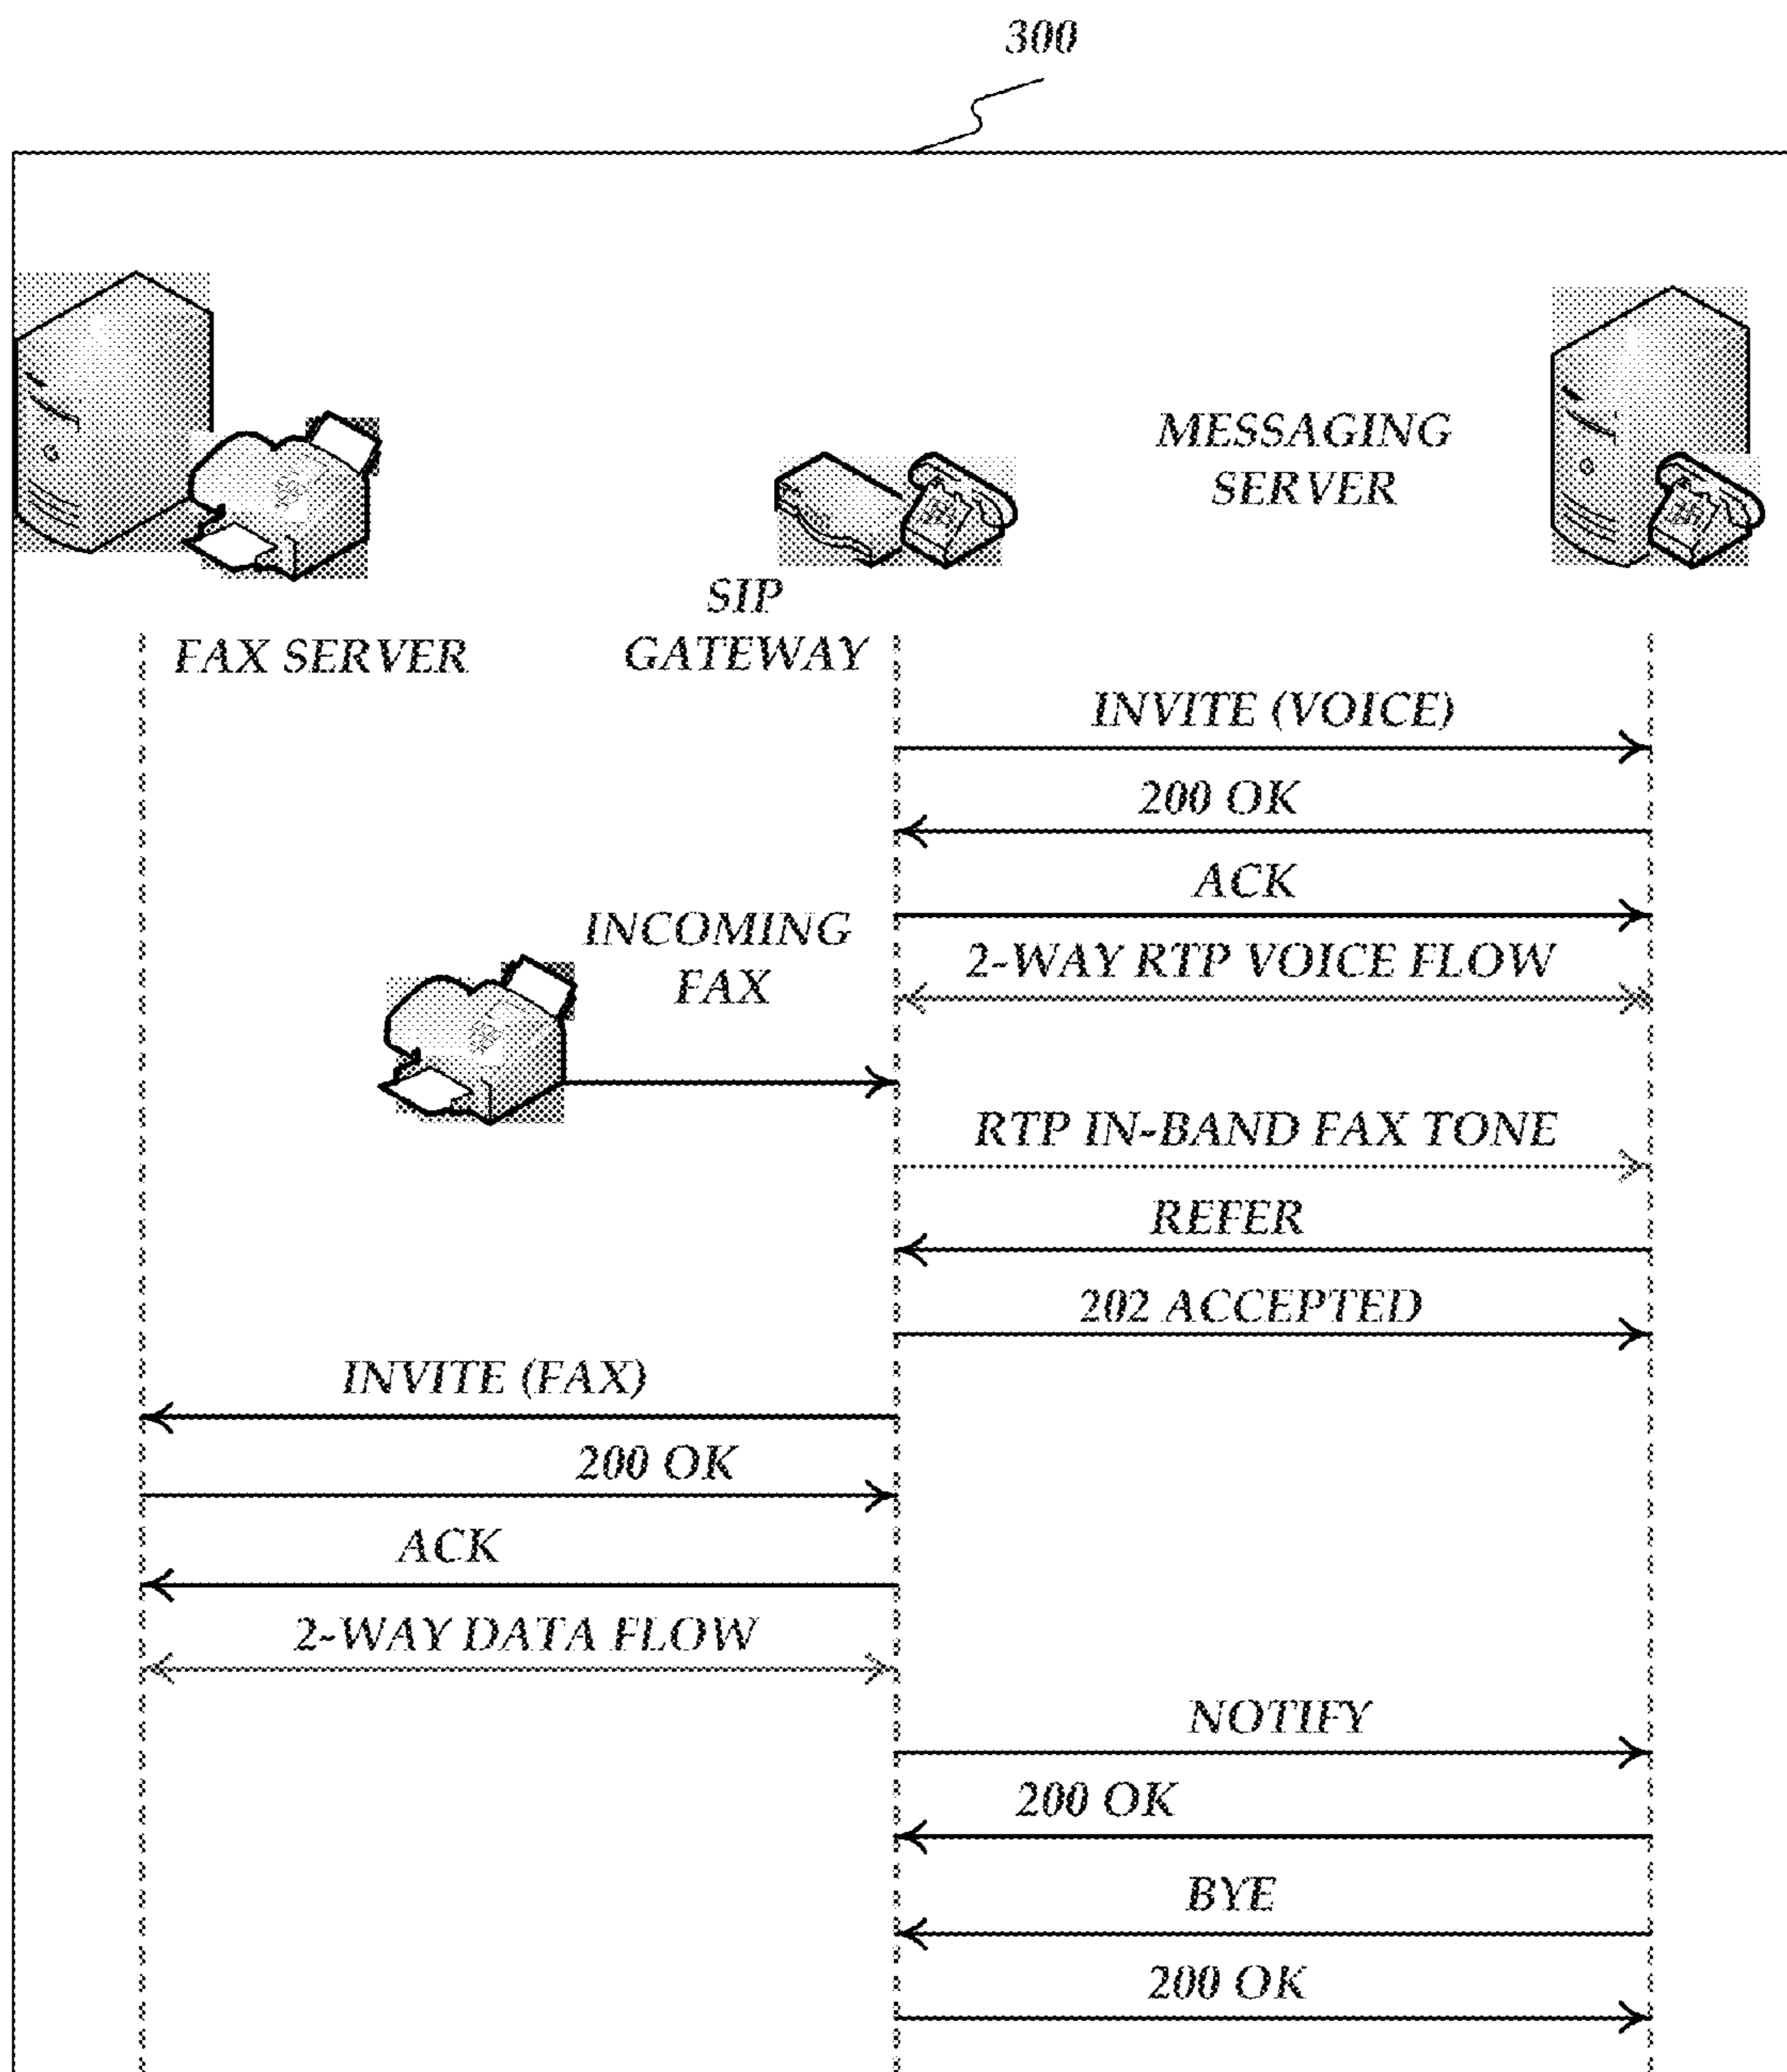 300
MESSAGING
SERVER
SIP
GATEWAY
FAX SERVER
INVITE (VOICE)
200 OK
ACK
INCOMING
FAX
2-WAY RTP VOICE FLOW
RTP IN-BAND FAX TONE
REFER
202 ACCEPTED
INVITE (FAX)
200 OK
ACK
2-WAY DATA FLOW
NOTIFY
200 OK
BYE
200 OK